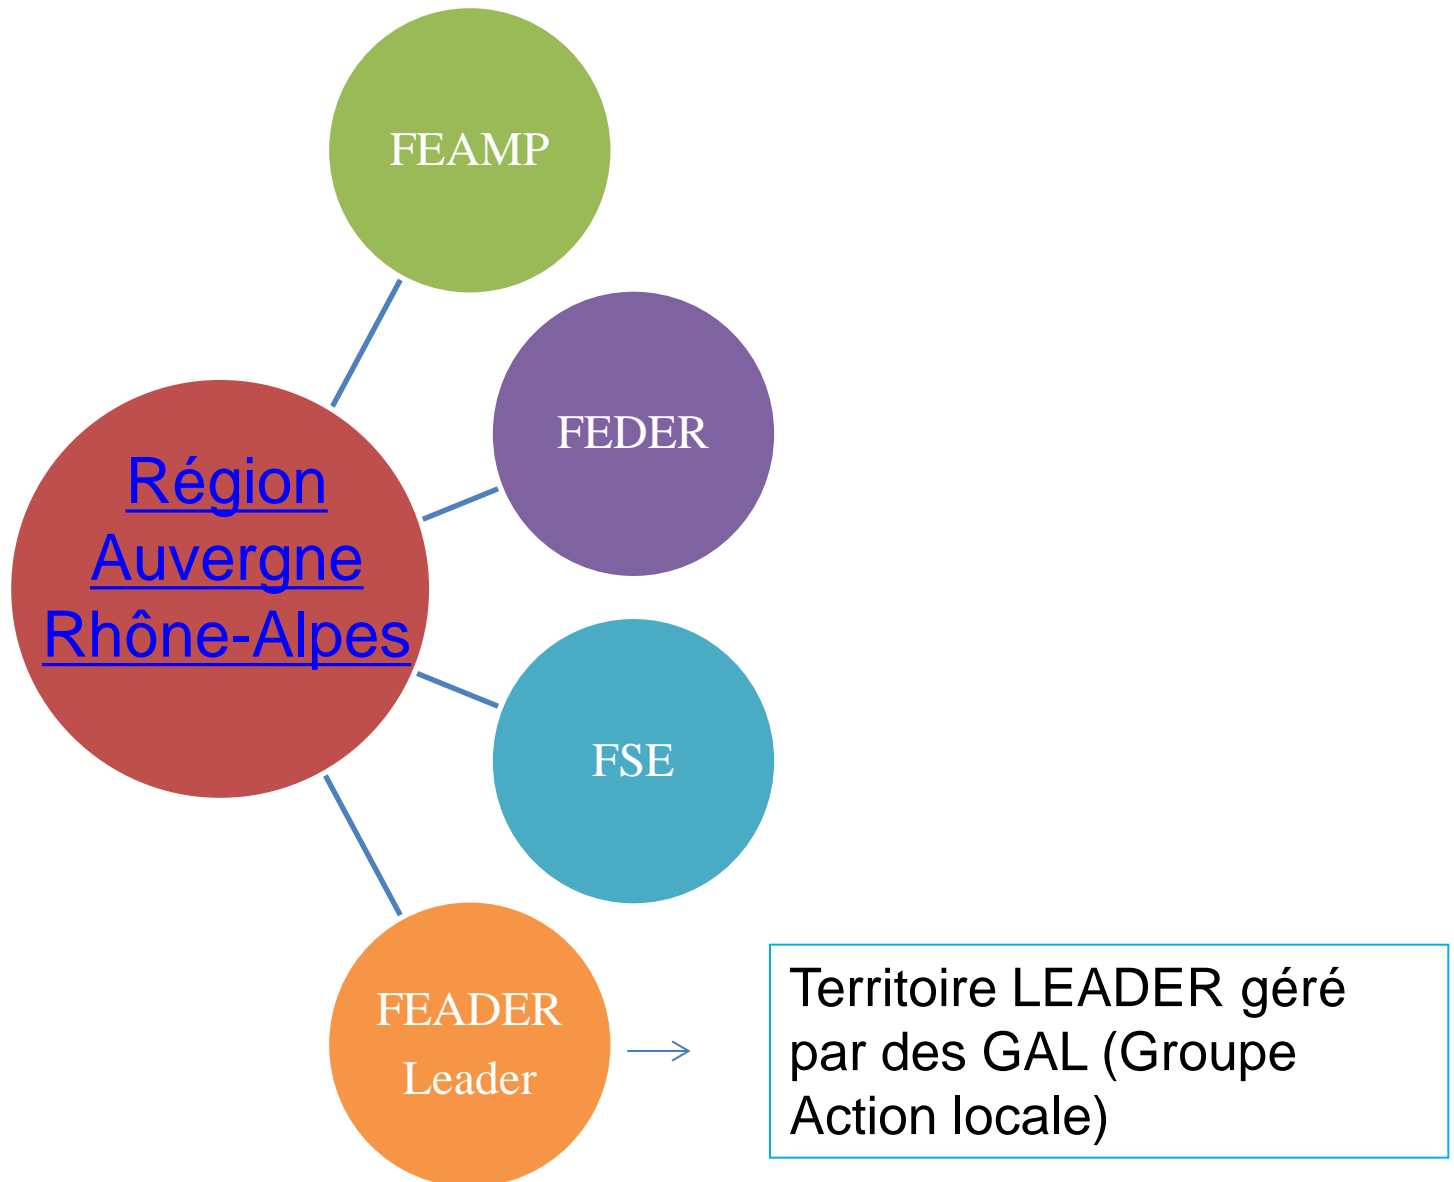 FEAMP
FEDER
Région
Auvergne
Rhône-Alpes
FSE
FEADER
Leader
Territoire LEADER géré
par des GAL (Groupe
Action locale)